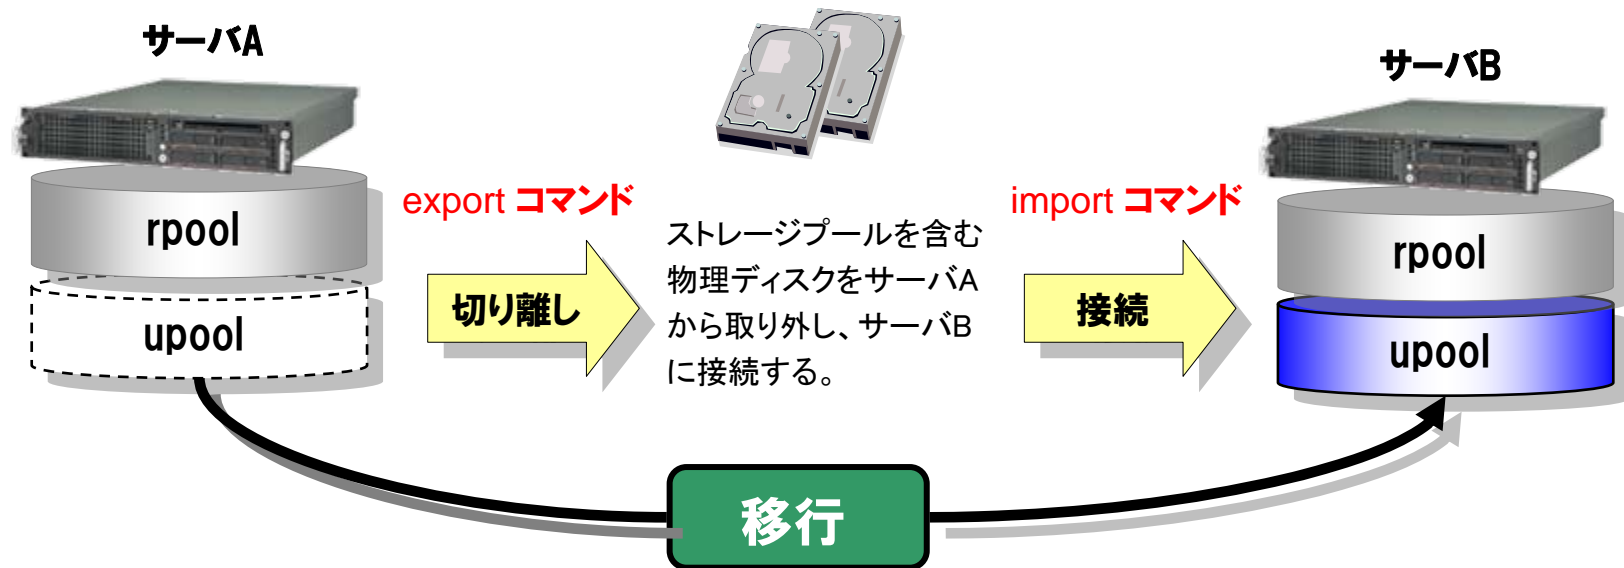 サーバA
rpool
upool
export コマンド
切り離し
ストレージプールを含む
物理ディスクをサーバA
から取り外し、サーバB
に接続する。
import コマンド
接続
サーバB
rpool
upool
移行